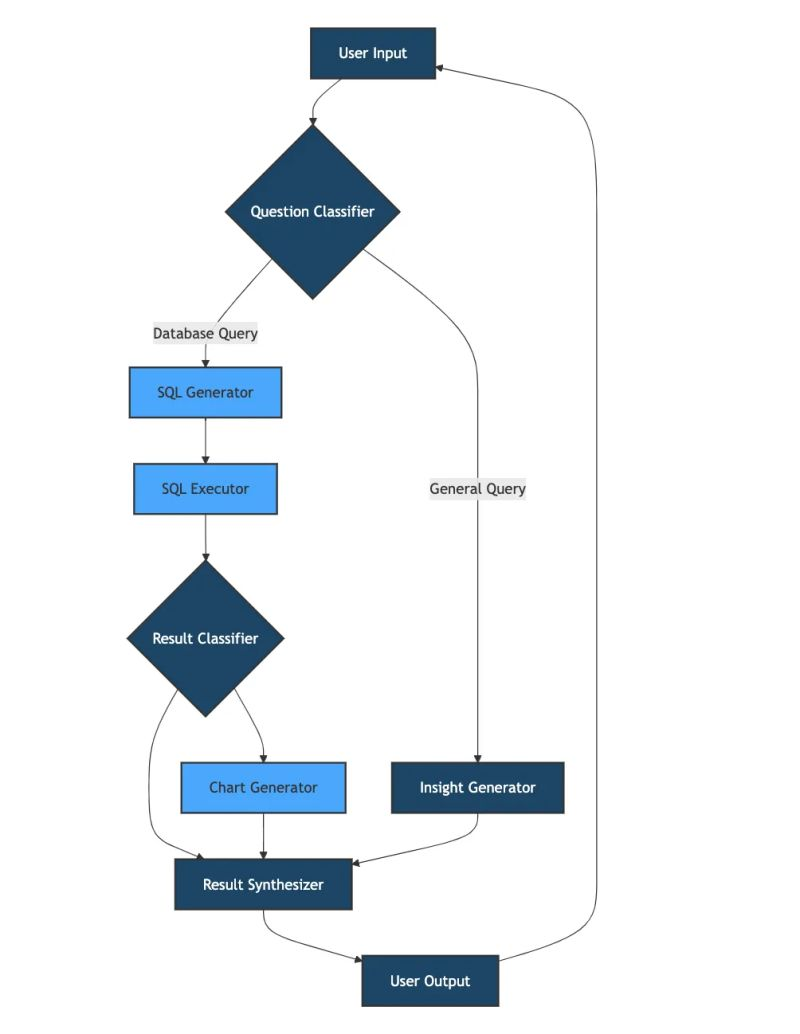 User Input
Question Classifier
Database Query
SQL Generator
SQL Executor
General Query
Result Classifier
Chart Generator
Insight Generator
Result Synthesizer
User Output